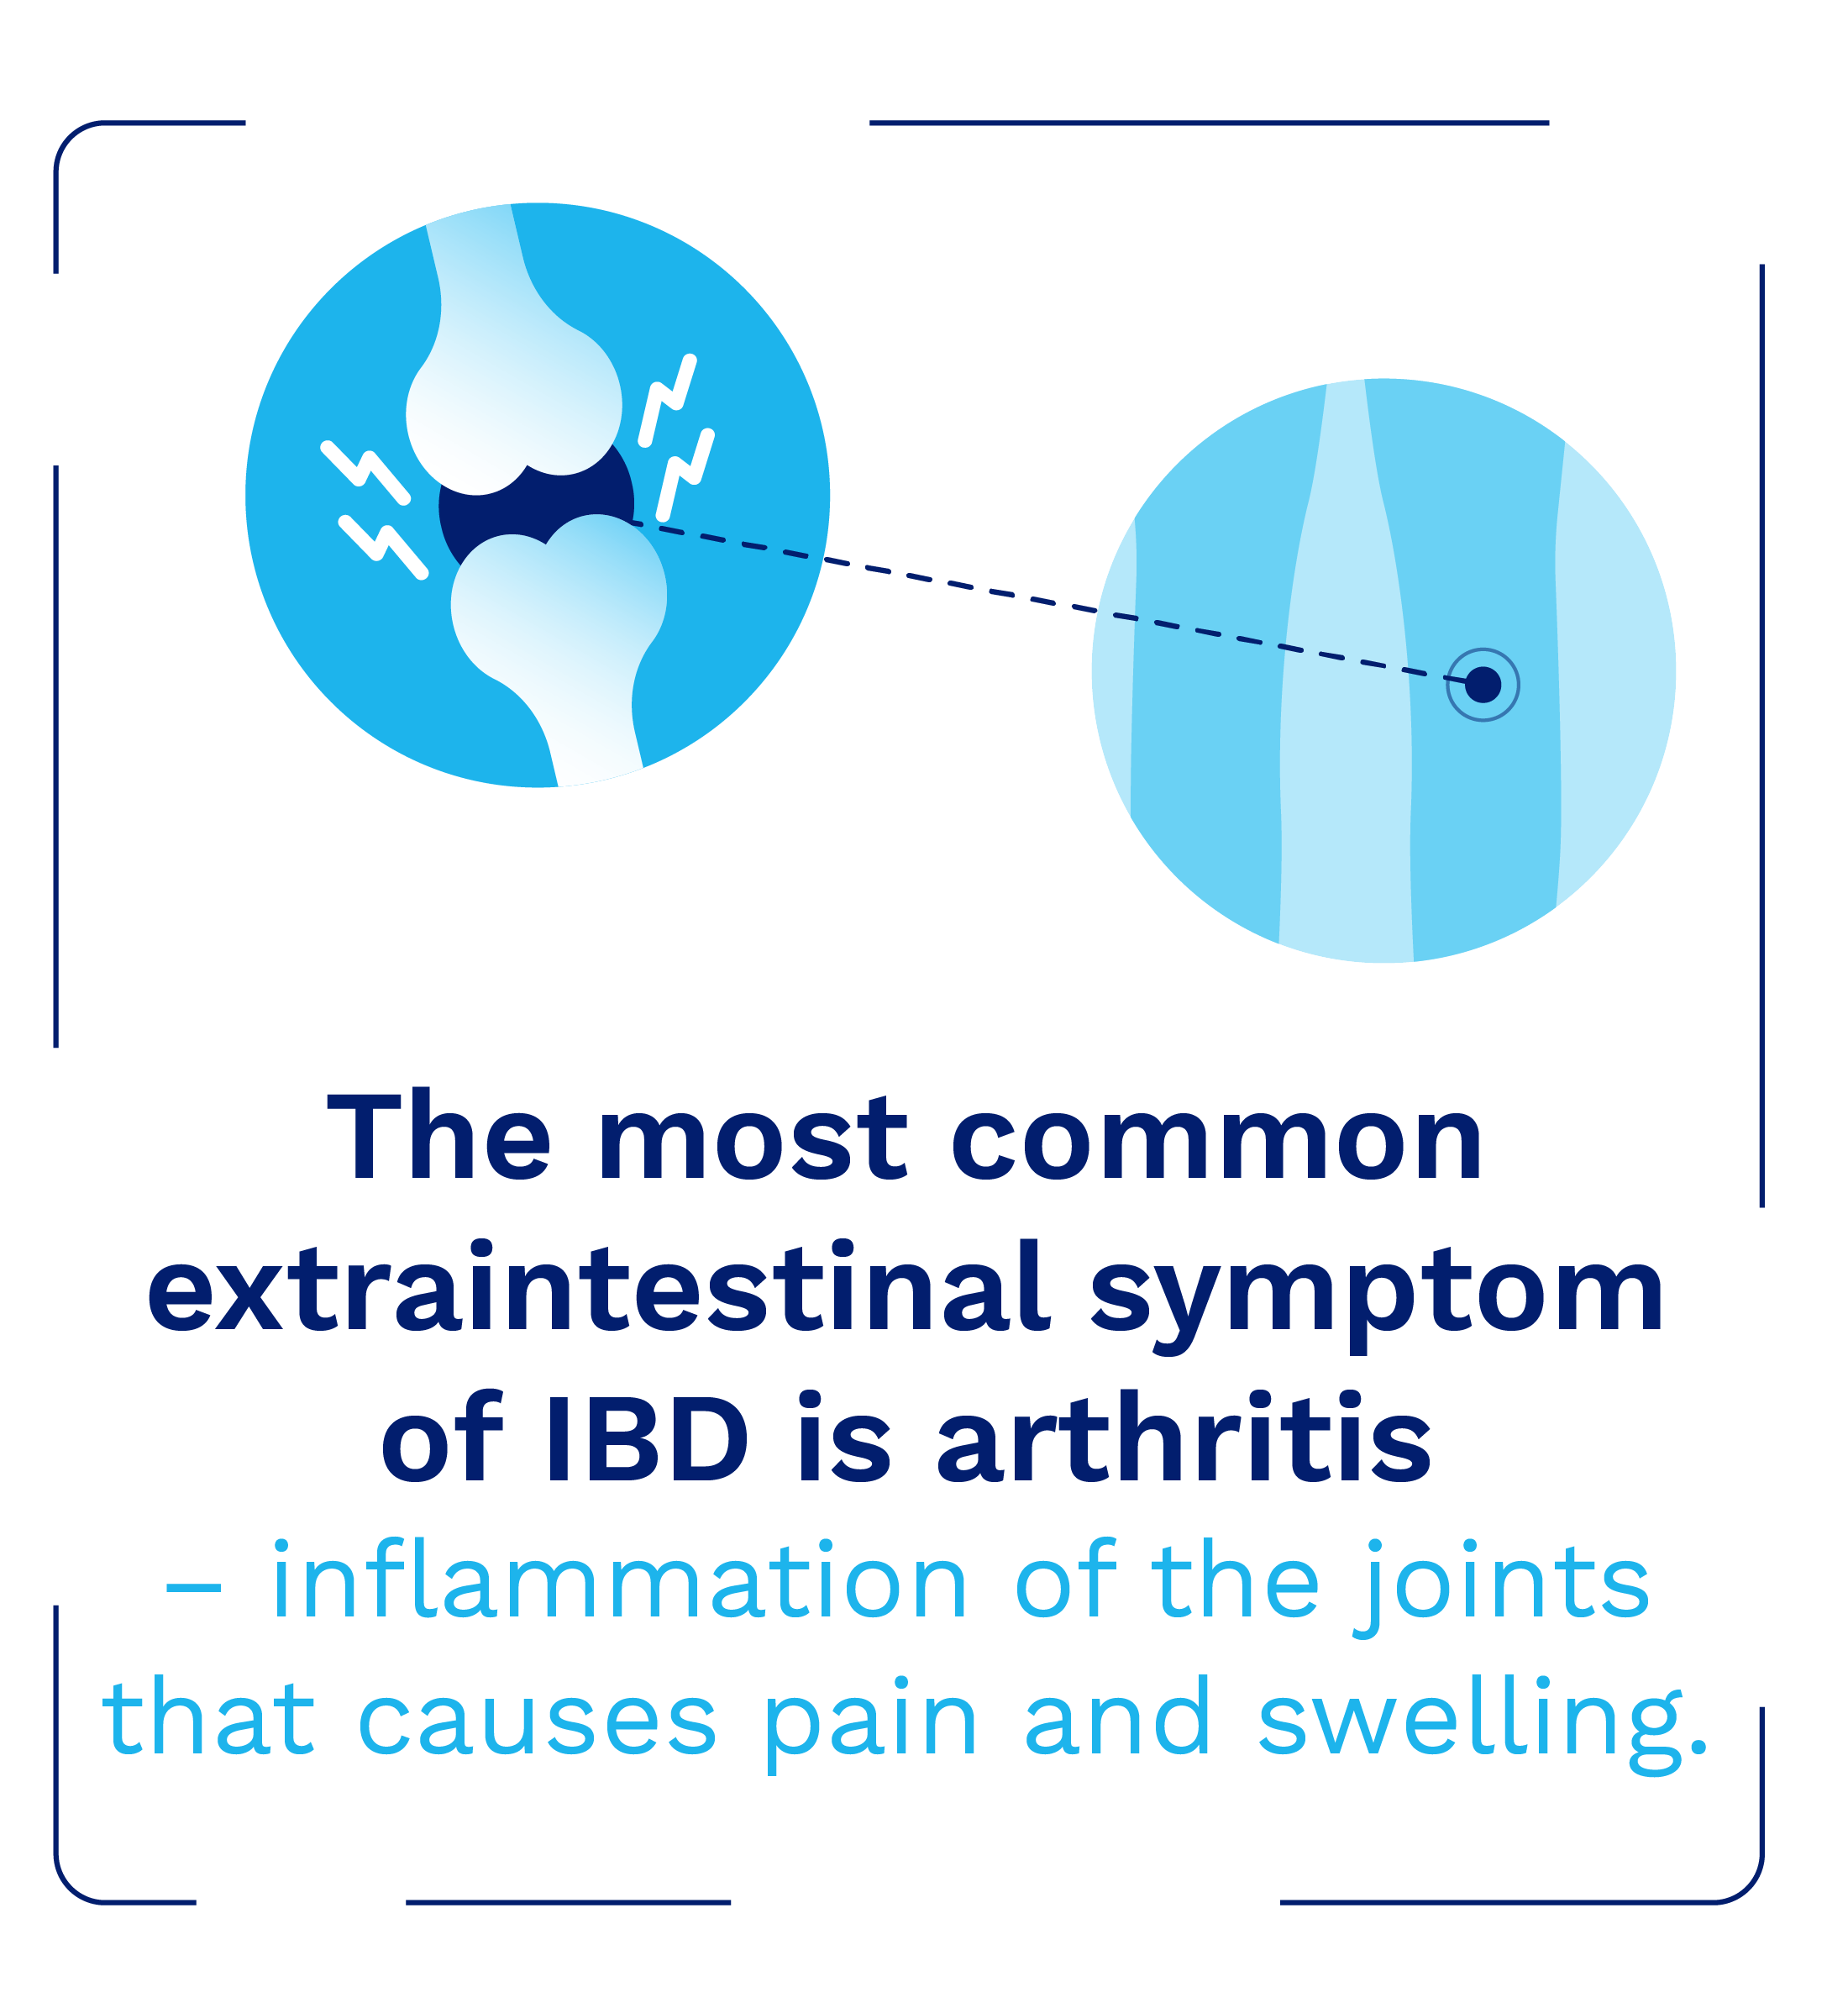 The most common
extraintestinal symptom
of IBD is arthritis
– inflammation of the joints
that causes pain and swelling.